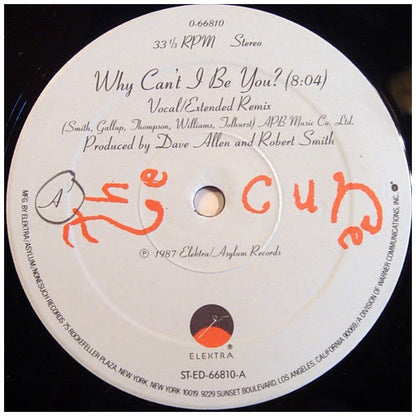 0-66810
33 1/3 RPM Stereo
Why Can't I Be You? (8:04)
Vocal/Extended Remix
(Smith, Gallup, Thompson, Williams, Tolhurst) APB Music Co. Ltd.
Produced by Dave Allen and Robert Smith
A
the cuRe
℗ 1987 Elektra/Asylum Records
ELEKTRA®
ST-ED-66810-A
MFG. BY ELEKTRA/ASYLUM/NONESUCH RECORDS 75 ROCKEFELLER PLAZA, NEW YORK, NEW YORK 10019. 9229 SUNSET BOULEVARD, LOS ANGELES, CALIFORNIA 90069 / A DIVISION OF WARNER COMMUNICATIONS, INC.